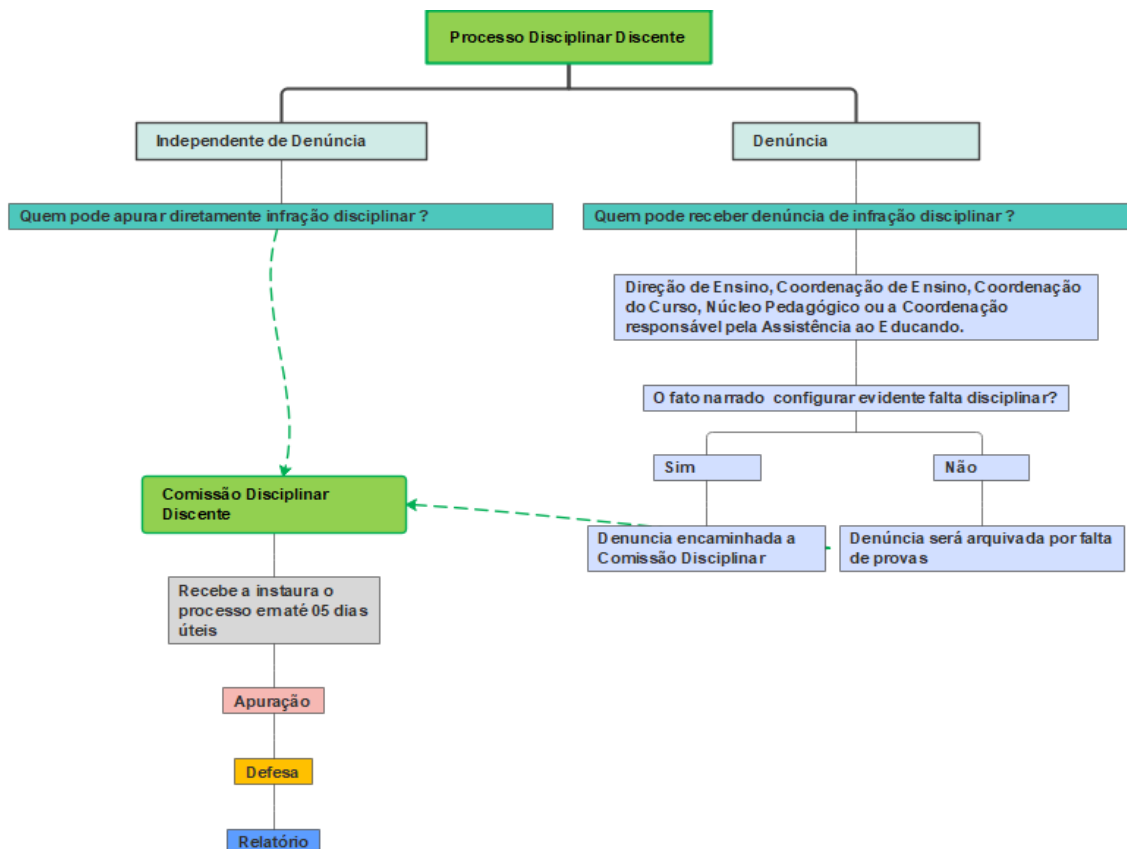 Processo Disciplinar Discente
Independente de Denúncia
Denúncia
Quem pode apurar diretamente infração disciplinar ?
Quem pode receber denúncia de infração disciplinar ?
Direção de Ensino, Coordenação de Ensino, Coordenação
do Curso, Núcleo Pedagógico ou a Coordenação
responsável pela Assistência ao Educando.
O fato narrado configurar evidente falta disciplinar?
Sim
Não
Comissão Disciplinar
Discente
Denuncia encaminhada a
Comissão Disciplinar
Denúncia será arquivada por falta
de provas
Recebe a instaura o
processo em até 05 dias
úteis
Apuração
Defesa
Relatório